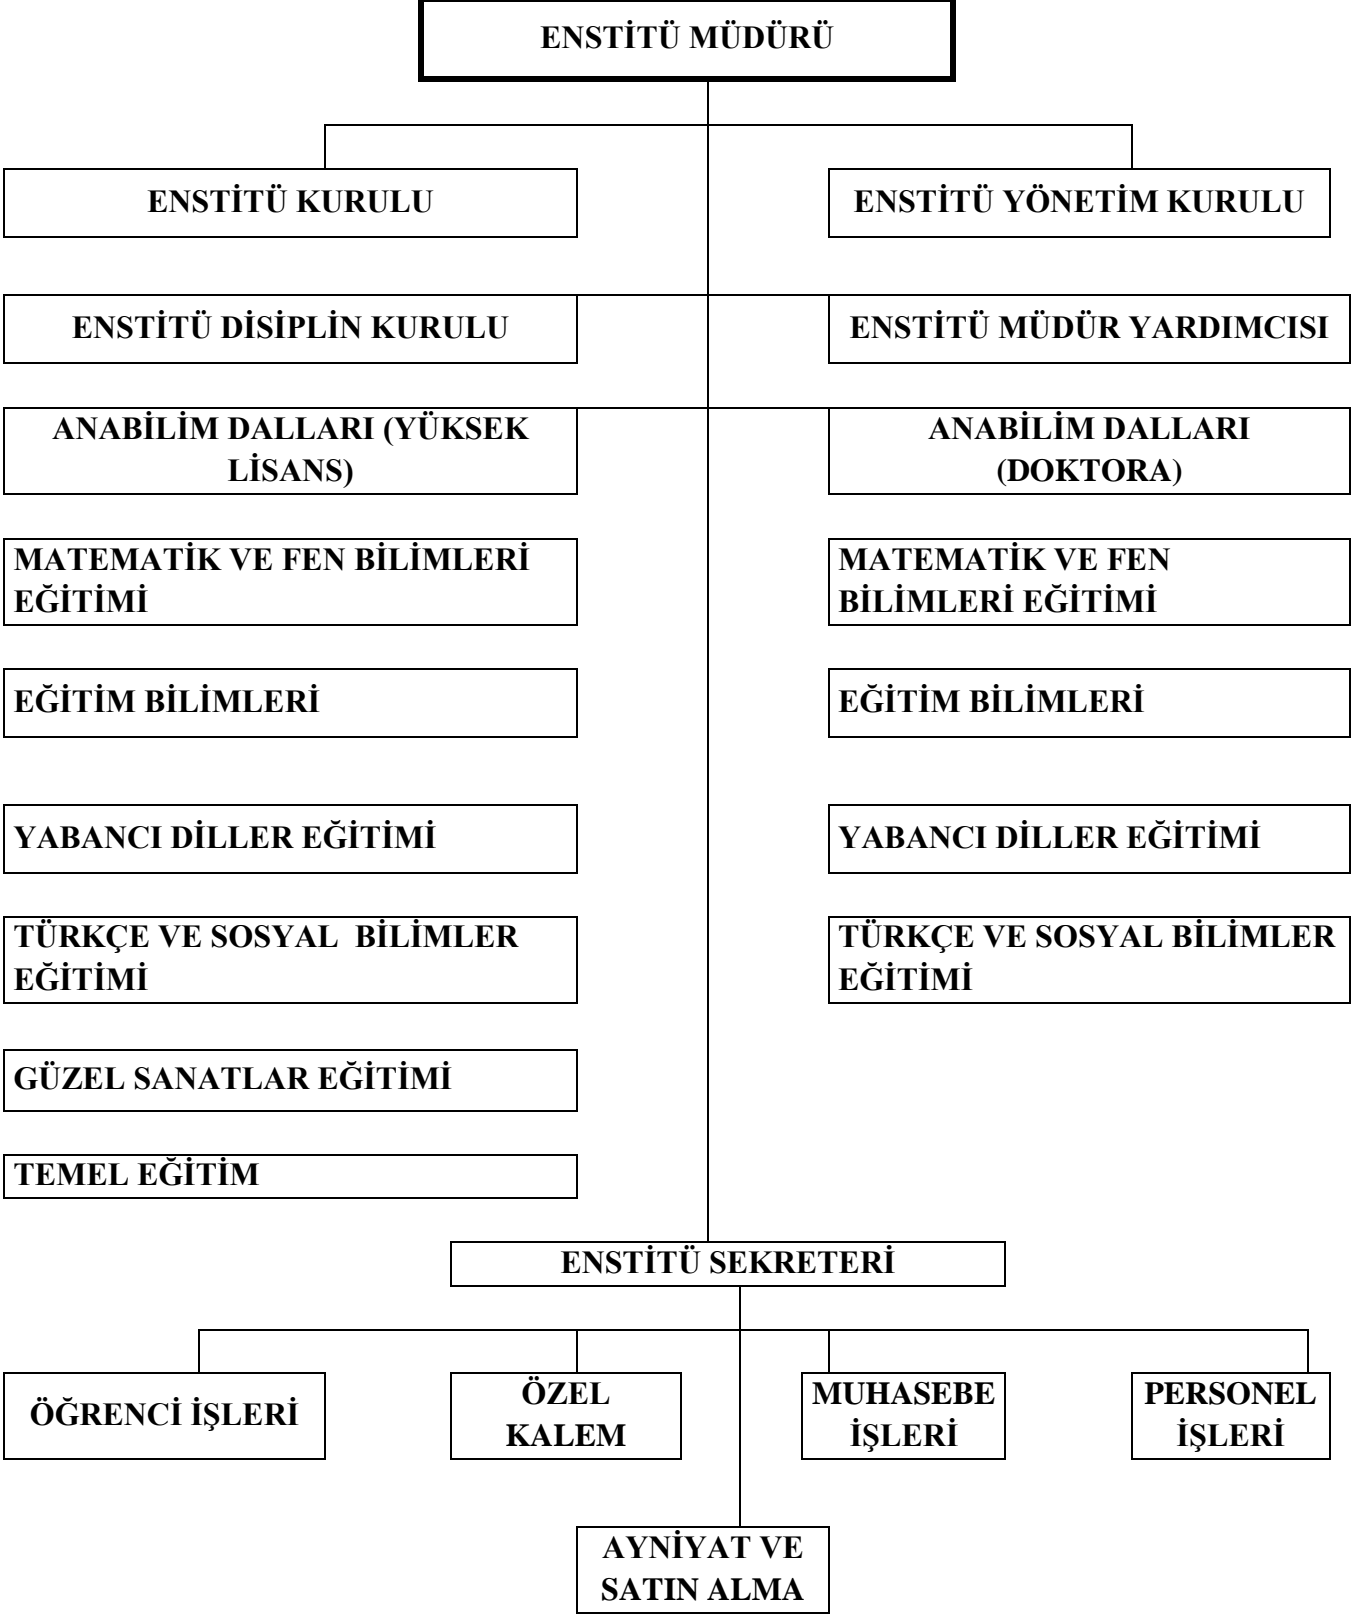 ENSTİTÜ MÜDÜRÜ
ENSTİTÜ KURULU
ENSTİTÜ YÖNETİM KURULU
ENSTİTÜ DİSİPLİN KURULU
ENSTİTÜ MÜDÜR YARDIMCISI
ANABİLİM DALLARI (YÜKSEK
LİSANS)
ANABİLİM DALLARI
(DOKTORA)
MATEMATİK VE FEN BİLİMLERİ
EĞİTİMİ
MATEMATİK VE FEN
BİLİMLERİ EĞİTİMİ
EĞİTİM BİLİMLERİ
EĞİTİM BİLİMLERİ
YABANCI DİLLER EĞİTİMİ
YABANCI DİLLER EĞİTİMİ
TÜRKÇE VE SOSYAL  BİLİMLER
EĞİTİMİ
TÜRKÇE VE SOSYAL BİLİMLER
EĞİTİMİ
GÜZEL SANATLAR EĞİTİMİ
TEMEL EĞİTİM
ENSTİTÜ SEKRETERİ
ÖĞRENCİ İŞLERİ
ÖZEL
KALEM
MUHASEBE
İŞLERİ
PERSONEL
İŞLERİ
AYNİYAT VE
SATIN ALMA